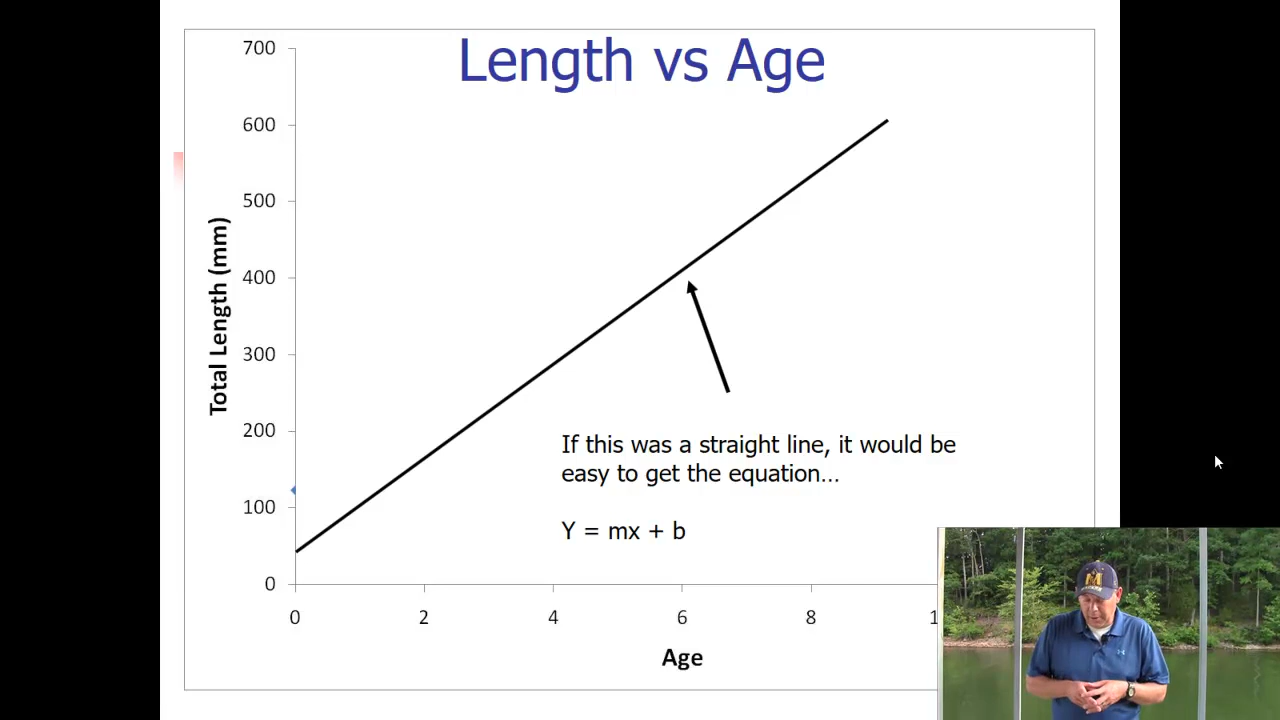 Length vs Age
700
600
500
400
300
200
100
0
Total Length (mm)
0
2
4
6
8
1
Age
If this was a straight line, it would be
easy to get the equation…
Y = mx + b
M